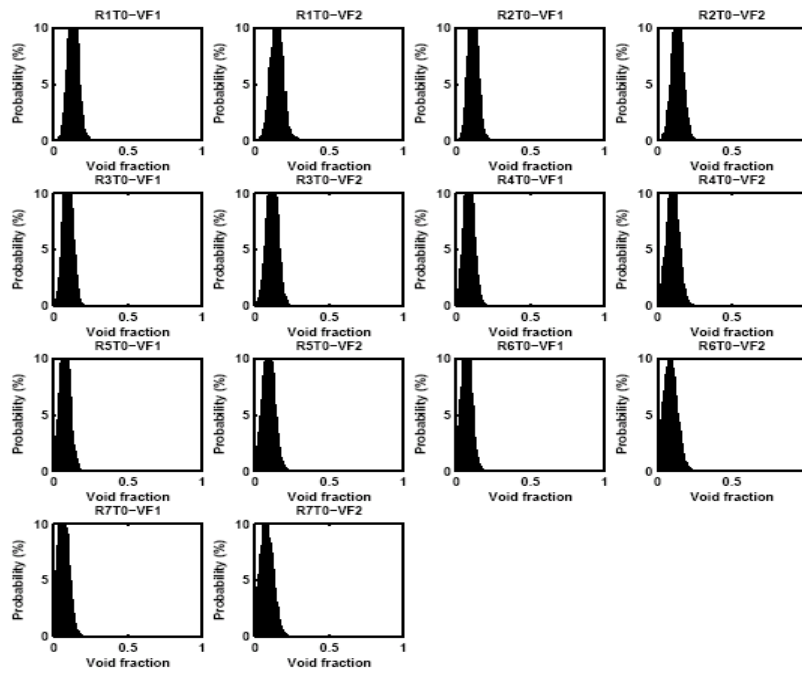 R1T0−VF1
R1T0−VF2
R2T0−VF1
R2T0−VF2
Probability (%)
10
5
0
0 0.5 1
Void fraction
Probability (%)
10
5
0
0 0.5 1
Void fraction
Probability (%)
10
5
0
0 0.5 1
Void fraction
Probability (%)
10
5
0
0 0.5
Void fraction
R3T0−VF1
R3T0−VF2
R4T0−VF1
R4T0−VF2
Probability (%)
10
5
0
0 0.5 1
Void fraction
Probability (%)
10
5
0
0 0.5 1
Void fraction
Probability (%)
10
5
0
0 0.5 1
Void fraction
Probability (%)
10
5
0
0 0.5
Void fraction
R5T0−VF1
R5T0−VF2
R6T0−VF1
R6T0−VF2
Probability (%)
10
5
0
0 0.5 1
Void fraction
Probability (%)
10
5
0
0 0.5 1
Void fraction
Probability (%)
10
5
0
0 0.5 1
Void fraction
Probability (%)
10
5
0
0 0.5
Void fraction
R7T0−VF1
R7T0−VF2
Probability (%)
10
5
0
0 0.5 1
Void fraction
Probability (%)
10
5
0
0 0.5 1
Void fraction